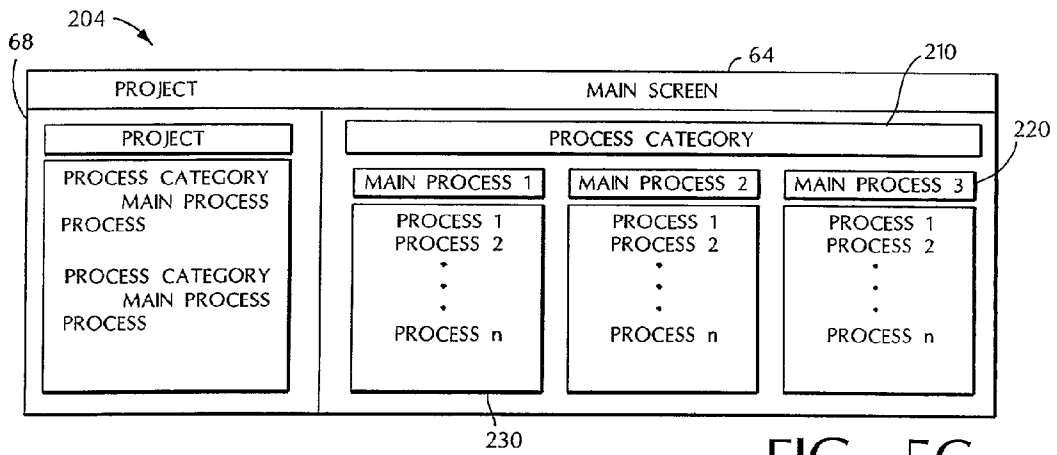 204
68
64
210
PROJECT
MAIN SCREEN
PROJECT
PROCESS CATEGORY
220
PROCESS CATEGORY
MAIN PROCESS
PROCESS
PROCESS CATEGORY
MAIN PROCESS
PROCESS
MAIN PROCESS 1
PROCESS 1
PROCESS 2
PROCESS n
MAIN PROCESS 2
PROCESS 1
PROCESS 2
PROCESS n
MAIN PROCESS 3
PROCESS 1
PROCESS 2
PROCESS n
230
FIG. 5C